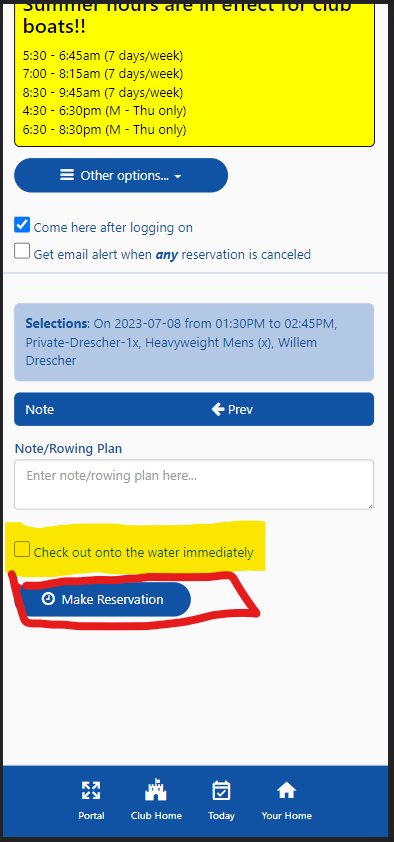 Summer hours are in effect for club
boats!!
5:30 - 6:45am (7 days/week)
7:00 - 8:15am (7 days/week)
8:30 - 9:45am (7 days/week)
4:30 - 6:30pm (M - Thu only)
6:30 - 8:30pm (M - Thu only)
Other options...
Come here after logging on
Get email alert when any reservation is canceled
Selections: On 2023-07-08 from 01:30PM to 02:45PM,
Private-Drescher-1x, Heavyweight Mens (x), Willem
Drescher
Note Prev
Note/Rowing Plan
Enter note/rowing plan here...
Check out onto the water immediately
Make Reservation
Portal Club Home Today Your Home